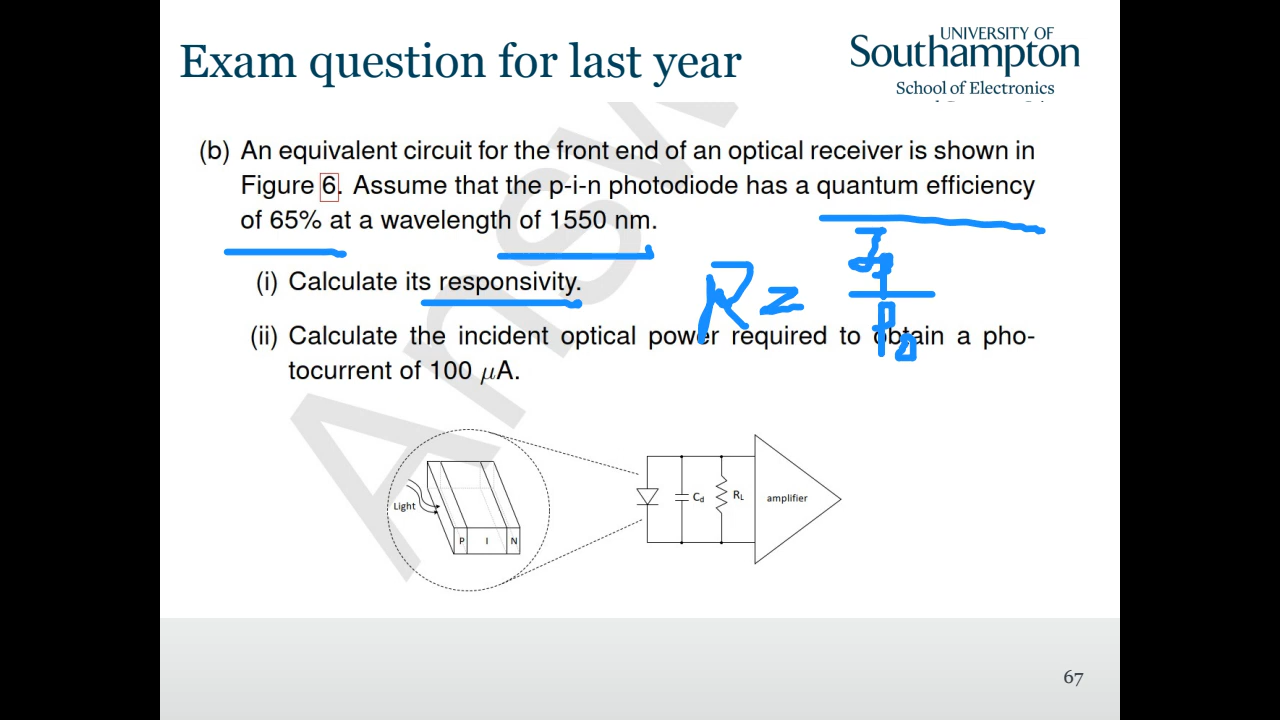 Exam question for last year
UNIVERSITY OF
Southampton
School of Electronics
(b) An equivalent circuit for the front end of an optical receiver is shown in
Figure 6. Assume that the p-i-n photodiode has a quantum efficiency
of 65% at a wavelength of 1550 nm.
(i) Calculate its responsivity.
R =
P0
(ii) Calculate the incident optical power required to obtain a pho-
tocurrent of 100 μA.
Light
P I N
Cd
RL
amplifier
67